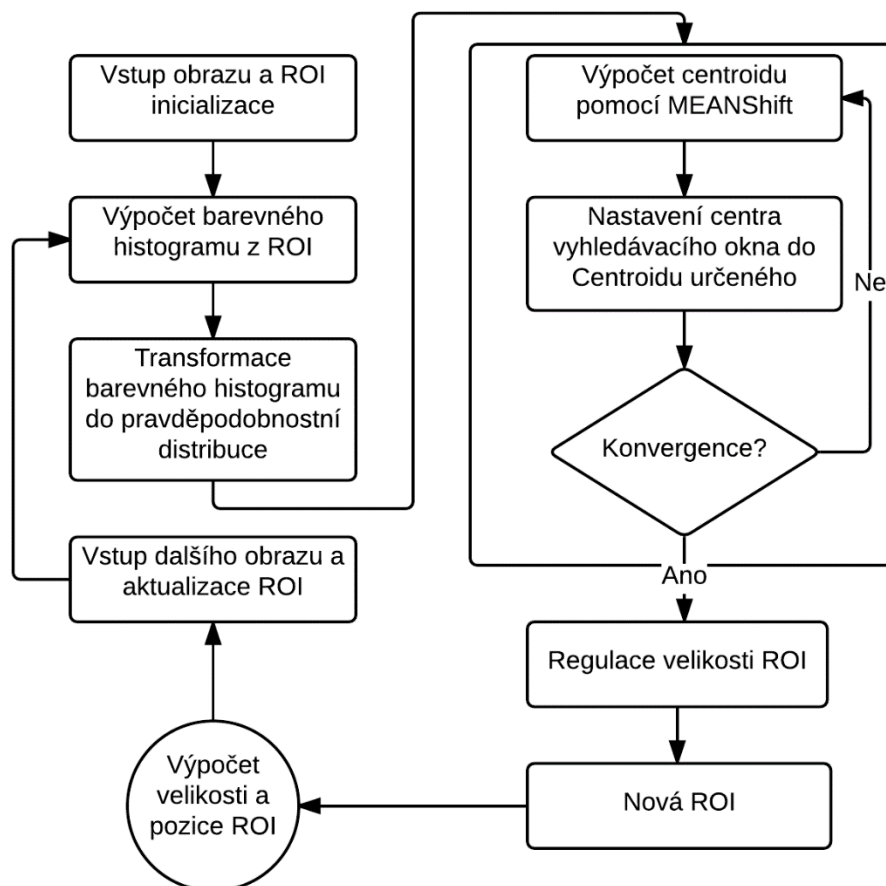 Vstup obrazu a ROI
inicializace
Výpočet barevného
histogramu z ROI
Transformace
barevného histogramu
do pravděpodobnostní
distribuce
Vstup dalšího obrazu a
aktualizace ROI
Výpočet
velikosti a
pozice ROI
Výpočet centroidu
pomocí MEANShift
Nastavení centra
vyhledávacího okna do
Centroidu určeného
Ne
Konvergence?
Ano
Regulace velikosti ROI
Nová ROI